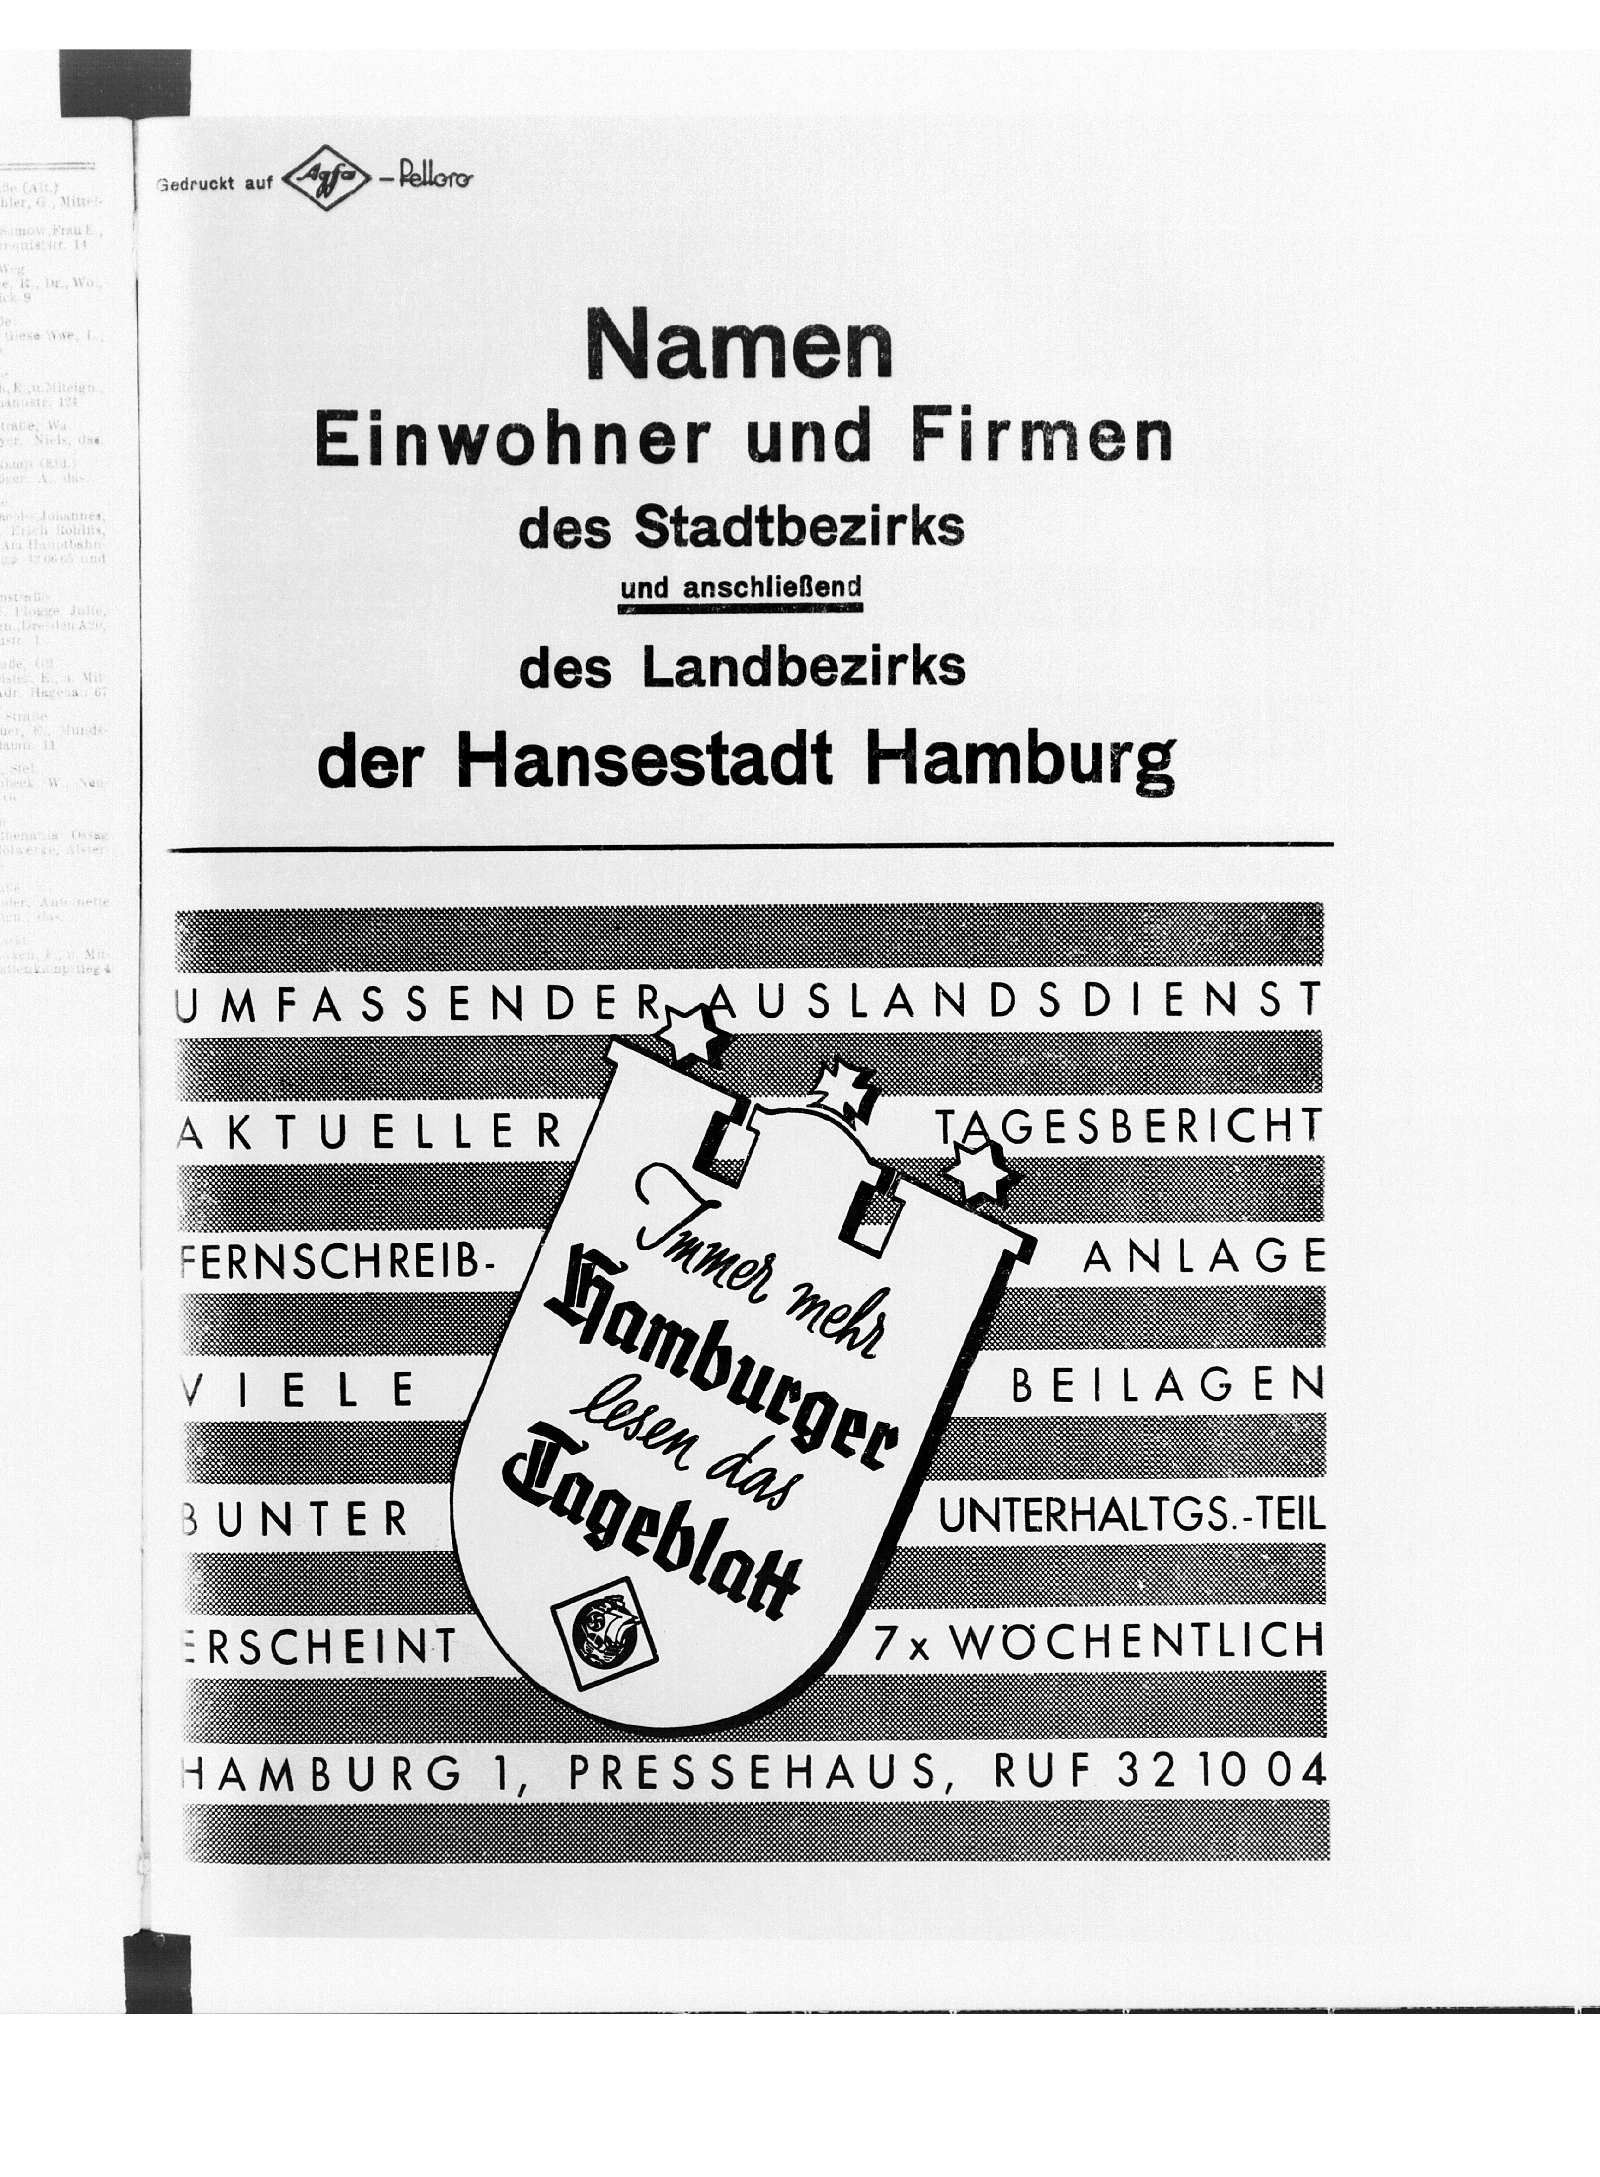 Gedruckt auf Agfa – Pelloro
Namen
Einwohner und Firmen
des Stadtbezirks
und anschließend
des Landbezirks
der Hansestadt Hamburg
UMFASSENDER AUSLANDSDIENST
AKTUELLER TAGESBERICHT
FERNSCHREIB- ANLAGE
VIELE BEILAGEN
BUNTER UNTERHALTGS.-TEIL
ERSCHEINT 7x WÖCHENTLICH
Immer mehr
Hamburger
lesen das
Tageblatt
HAMBURG 1, PRESSEHAUS, RUF 32 10 04